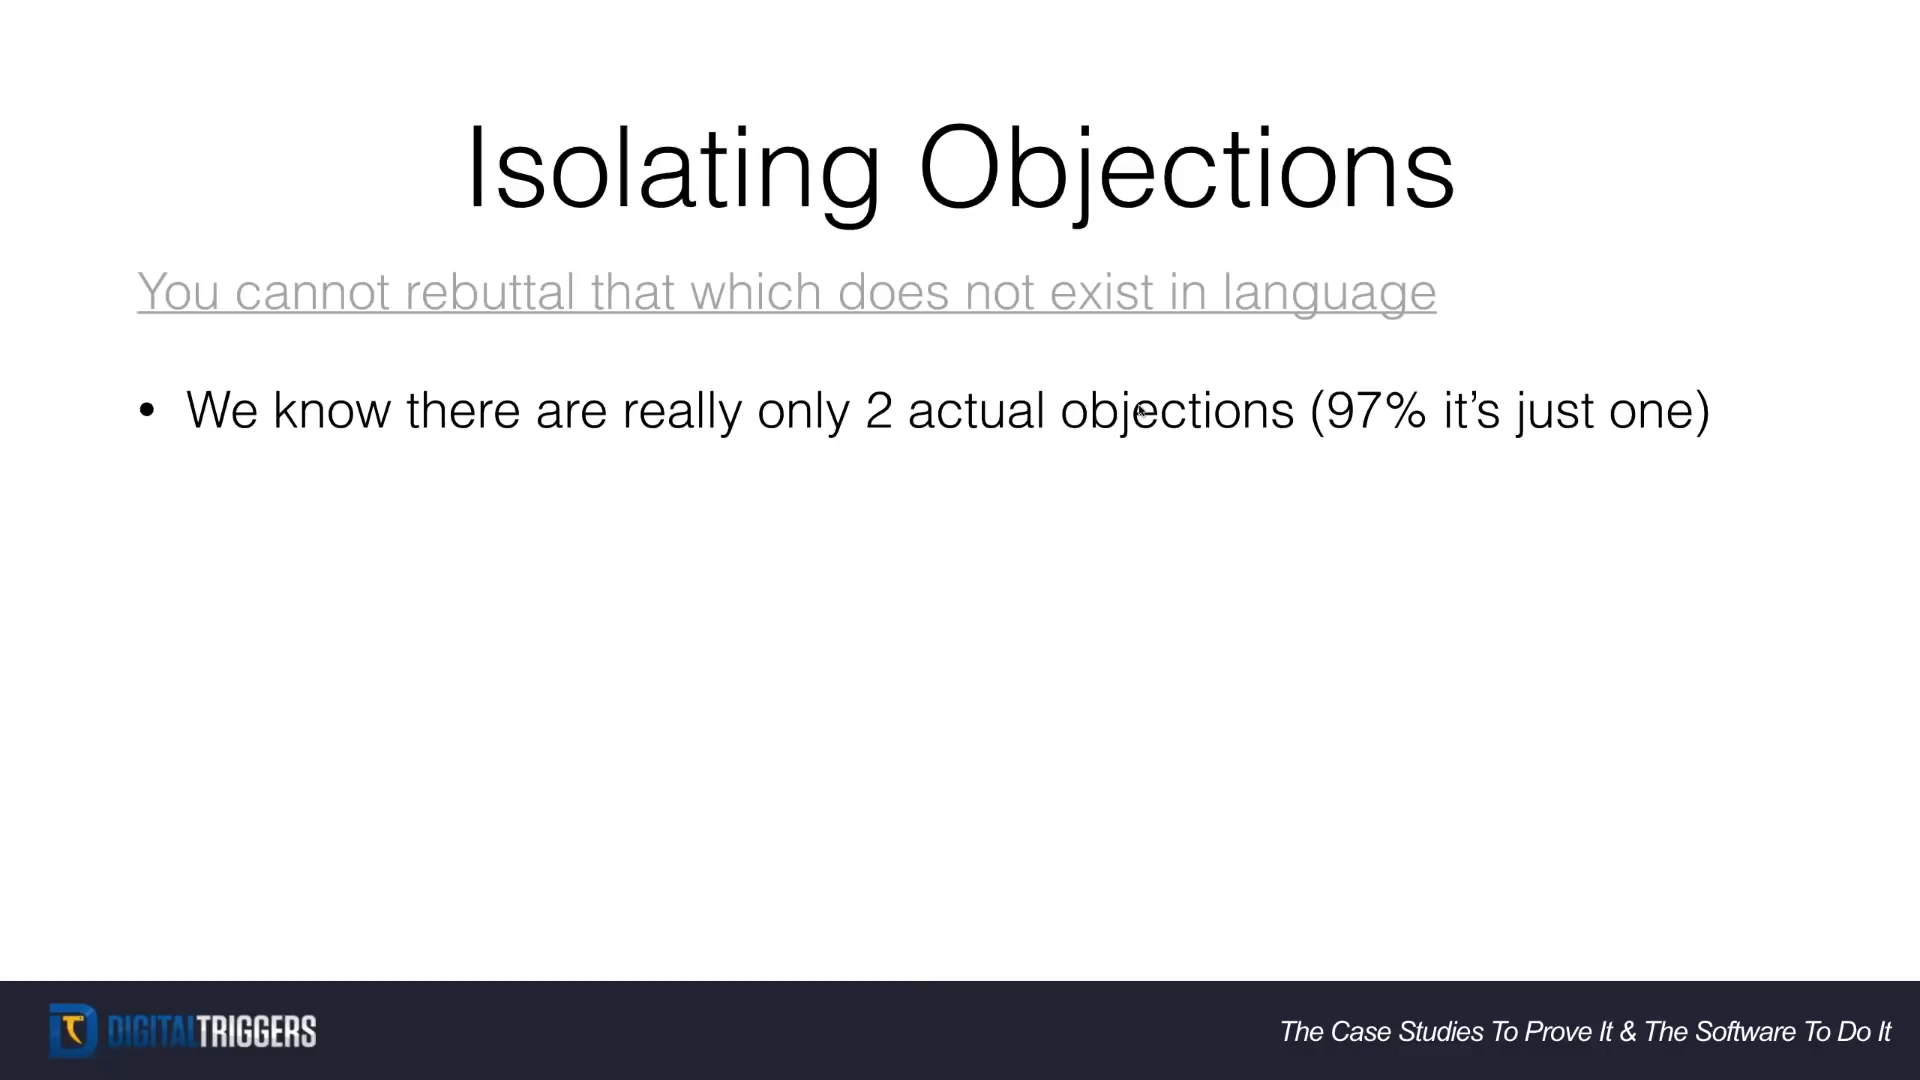 Isolating Objections
You cannot rebuttal that which does not exist in language
• We know there are really only 2 actual objections (97% it’s just one)
DIGITALTRIGGERS
The Case Studies To Prove It & The Software To Do It